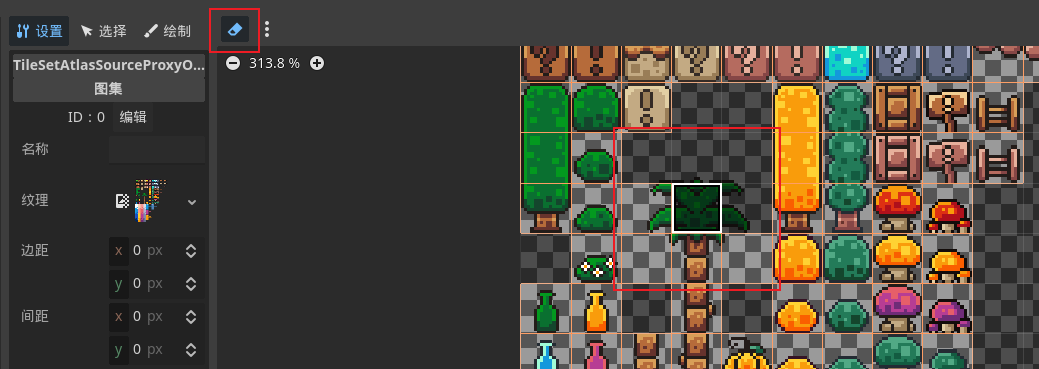 设置 选择 绘制
313.8 %
TileSetAtlasSourceProxyO...
图集
ID：0 编辑
名称
纹理
边距 x 0 px
y 0 px
间距 x 0 px
y 0 px